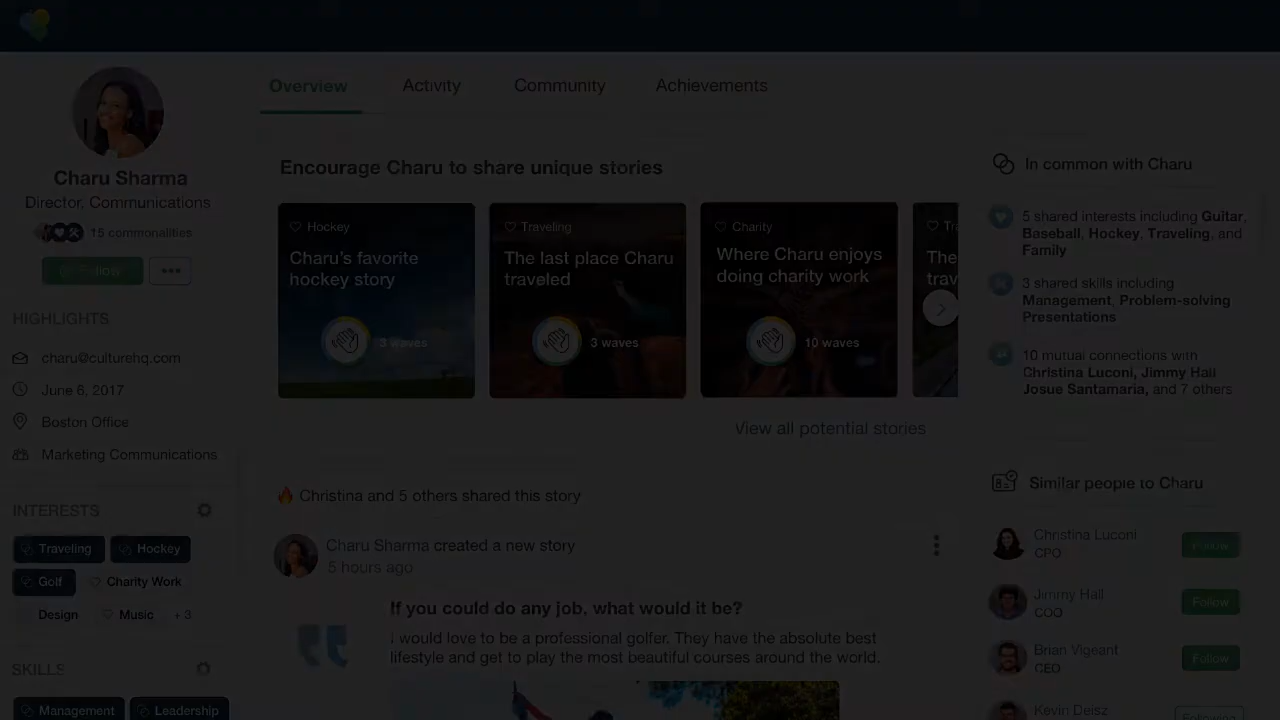 Overview
Activity
Community
Achievements
Charu Sharma
Director, Communications
15 commonalities
Follow
HIGHLIGHTS
charu@culturehq.com
June 6, 2017
Boston Office
Marketing Communications
INTERESTS
Traveling
Hockey
Golf
Charity Work
Design
Music
+ 3
SKILLS
Management
Leadership
Encourage Charu to share unique stories
Hockey
Charu's favorite
hockey story
3 waves
Traveling
The last place Charu
traveled
3 waves
Charity
Where Charu enjoys
doing charity work
10 waves
The
View all potential stories
Christina and 5 others shared this story
Charu Sharma created a new story
5 hours ago
If you could do any job, what would it be?
I would love to be a professional golfer. They have the absolute best
lifestyle and get to play the most beautiful courses around the world.
In common with Charu
5 shared interests including Guitar,
Baseball, Hockey, Traveling, and
Family
3 shared skills including
Management, Problem-solving
Presentations
10 mutual connections with
Christina Luconi, Jimmy Hall
Josue Santamaria, and 7 others
Similar people to Charu
Christina Luconi
CPO
Follow
Jimmy Hall
COO
Follow
Brian Vigeant
CEO
Follow
Kevin Deisz